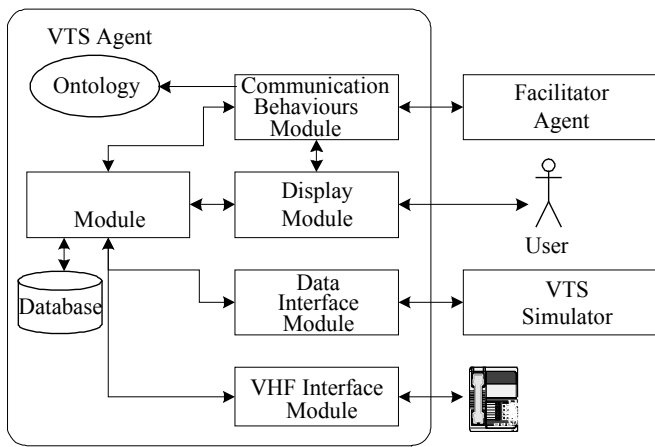 VTS Agent
Ontology
Communication
Behaviours
Module
Facilitator
Agent
Module
Display
Module
User
Database
Data
Interface
Module
VTS
Simulator
VHF Interface
Module